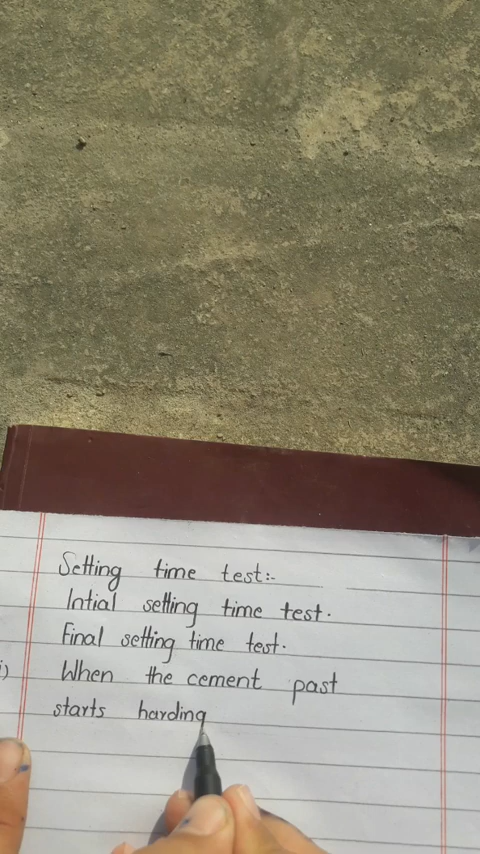 Setting time test:-
Intial setting time test.
Final setting time test.
i) When the cement past
starts harding